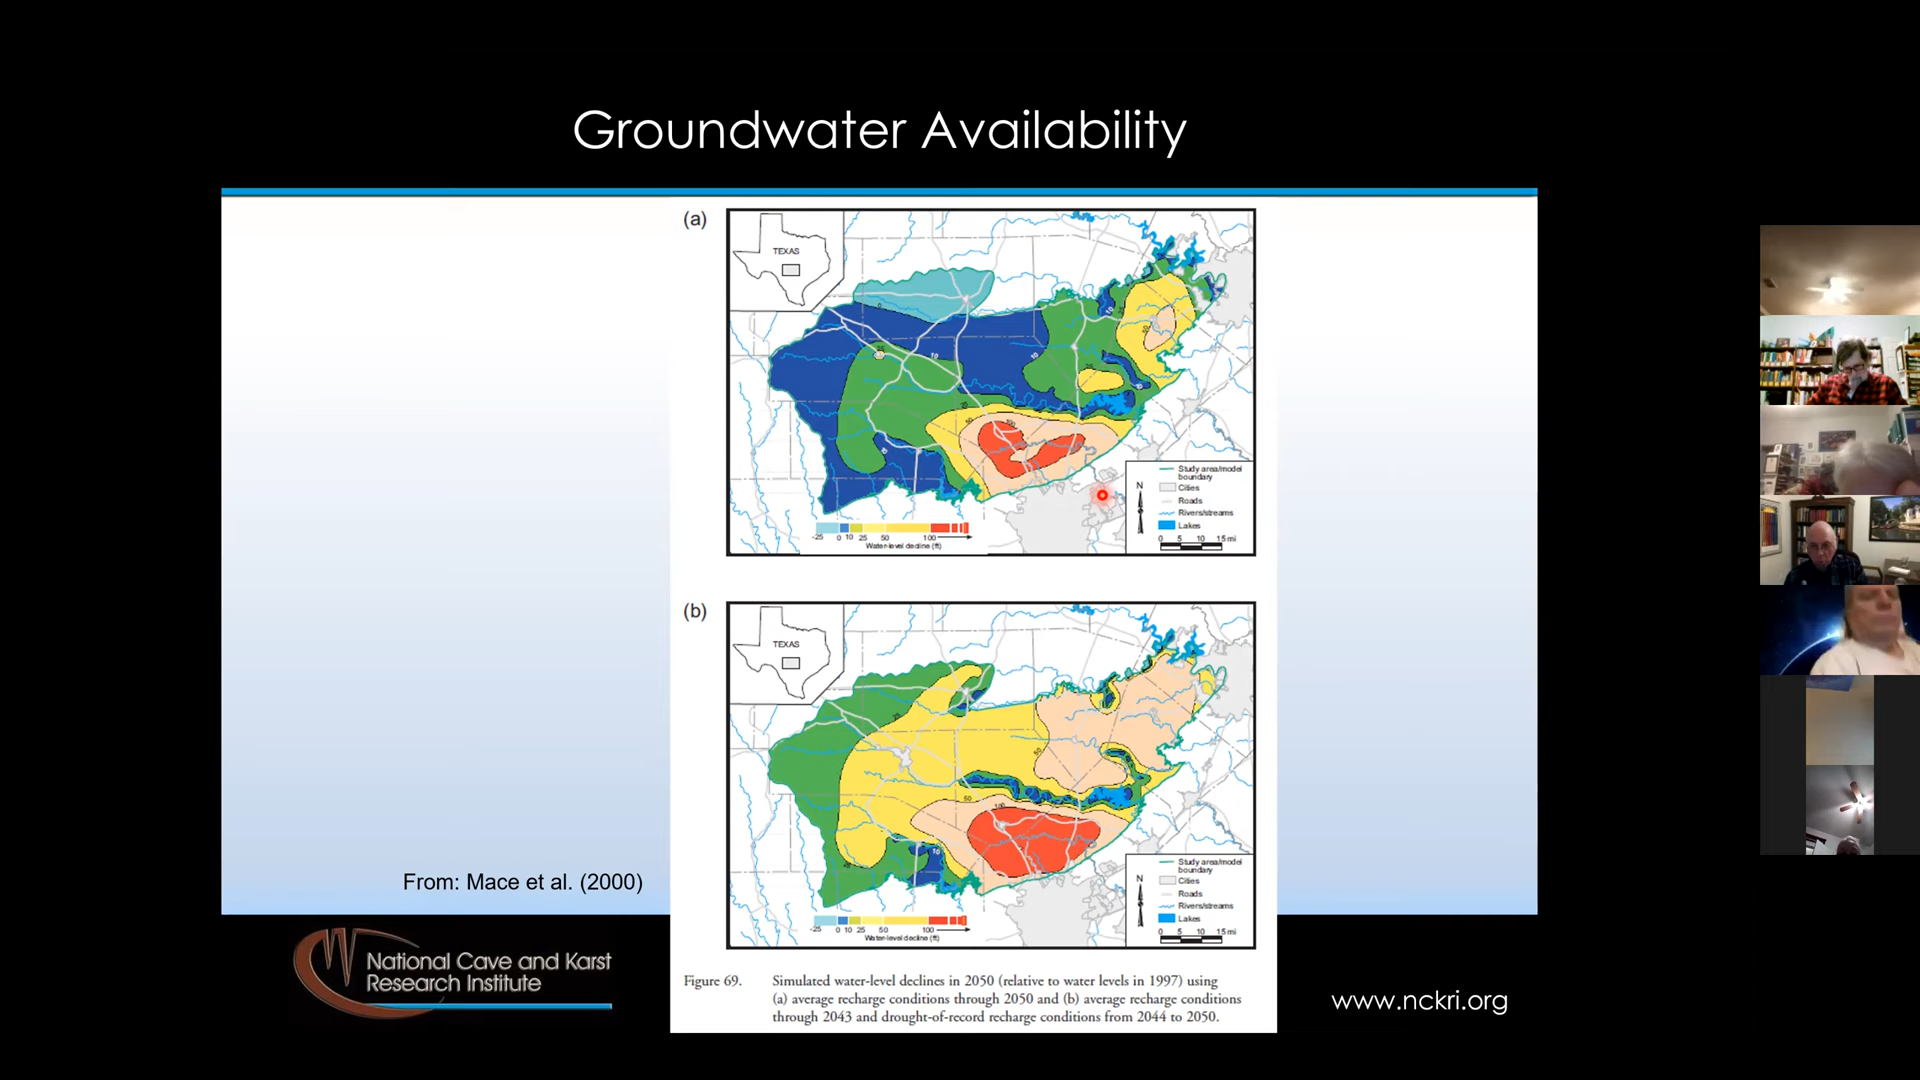 Groundwater Availability
(a)
TEXAS
Study area/model
boundary
Cities
Roads
Rivers/streams
Lakes
N
0 5 10 15 mi
-25 0 10 25 50 100
Water-level decline (ft)
(b)
TEXAS
Study area/model
boundary
Cities
Roads
Rivers/streams
Lakes
N
0 5 10 15 mi
-25 0 10 25 50 100
Water-level decline (ft)
From: Mace et al. (2000)
Figure 69. Simulated water-level declines in 2050 (relative to water levels in 1997) using
(a) average recharge conditions through 2050 and (b) average recharge conditions
through 2043 and drought-of-record recharge conditions from 2044 to 2050.
National Cave and Karst
Research Institute
www.nckri.org